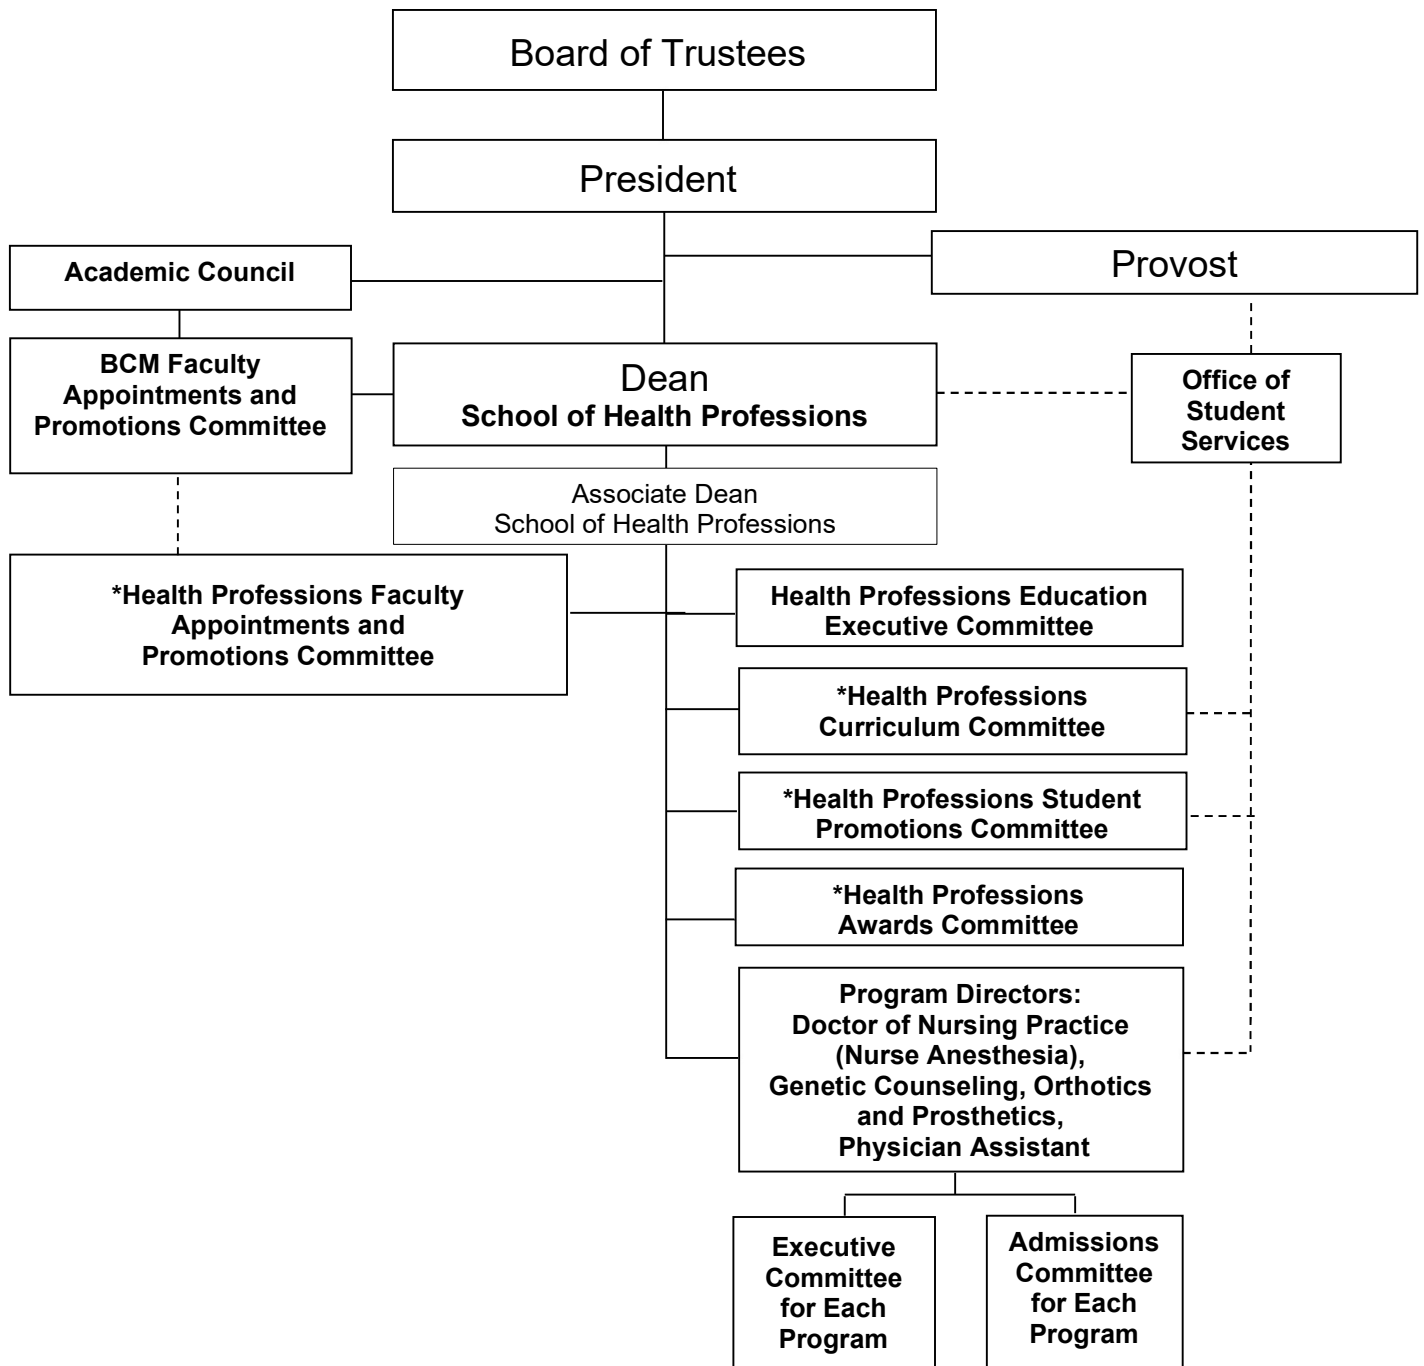 Board of Trustees
President
Academic Council
Provost
BCM Faculty
Appointments and
Promotions Committee
Dean
School of Health Professions
Office of
Student
Services
Associate Dean
School of Health Professions
*Health Professions Faculty
Appointments and
Promotions Committee
Health Professions Education
Executive Committee
*Health Professions
Curriculum Committee
*Health Professions Student
Promotions Committee
*Health Professions
Awards Committee
Program Directors:
Doctor of Nursing Practice
(Nurse Anesthesia),
Genetic Counseling, Orthotics
and Prosthetics,
Physician Assistant
Executive
Committee
for Each
Program
Admissions
Committee
for Each
Program